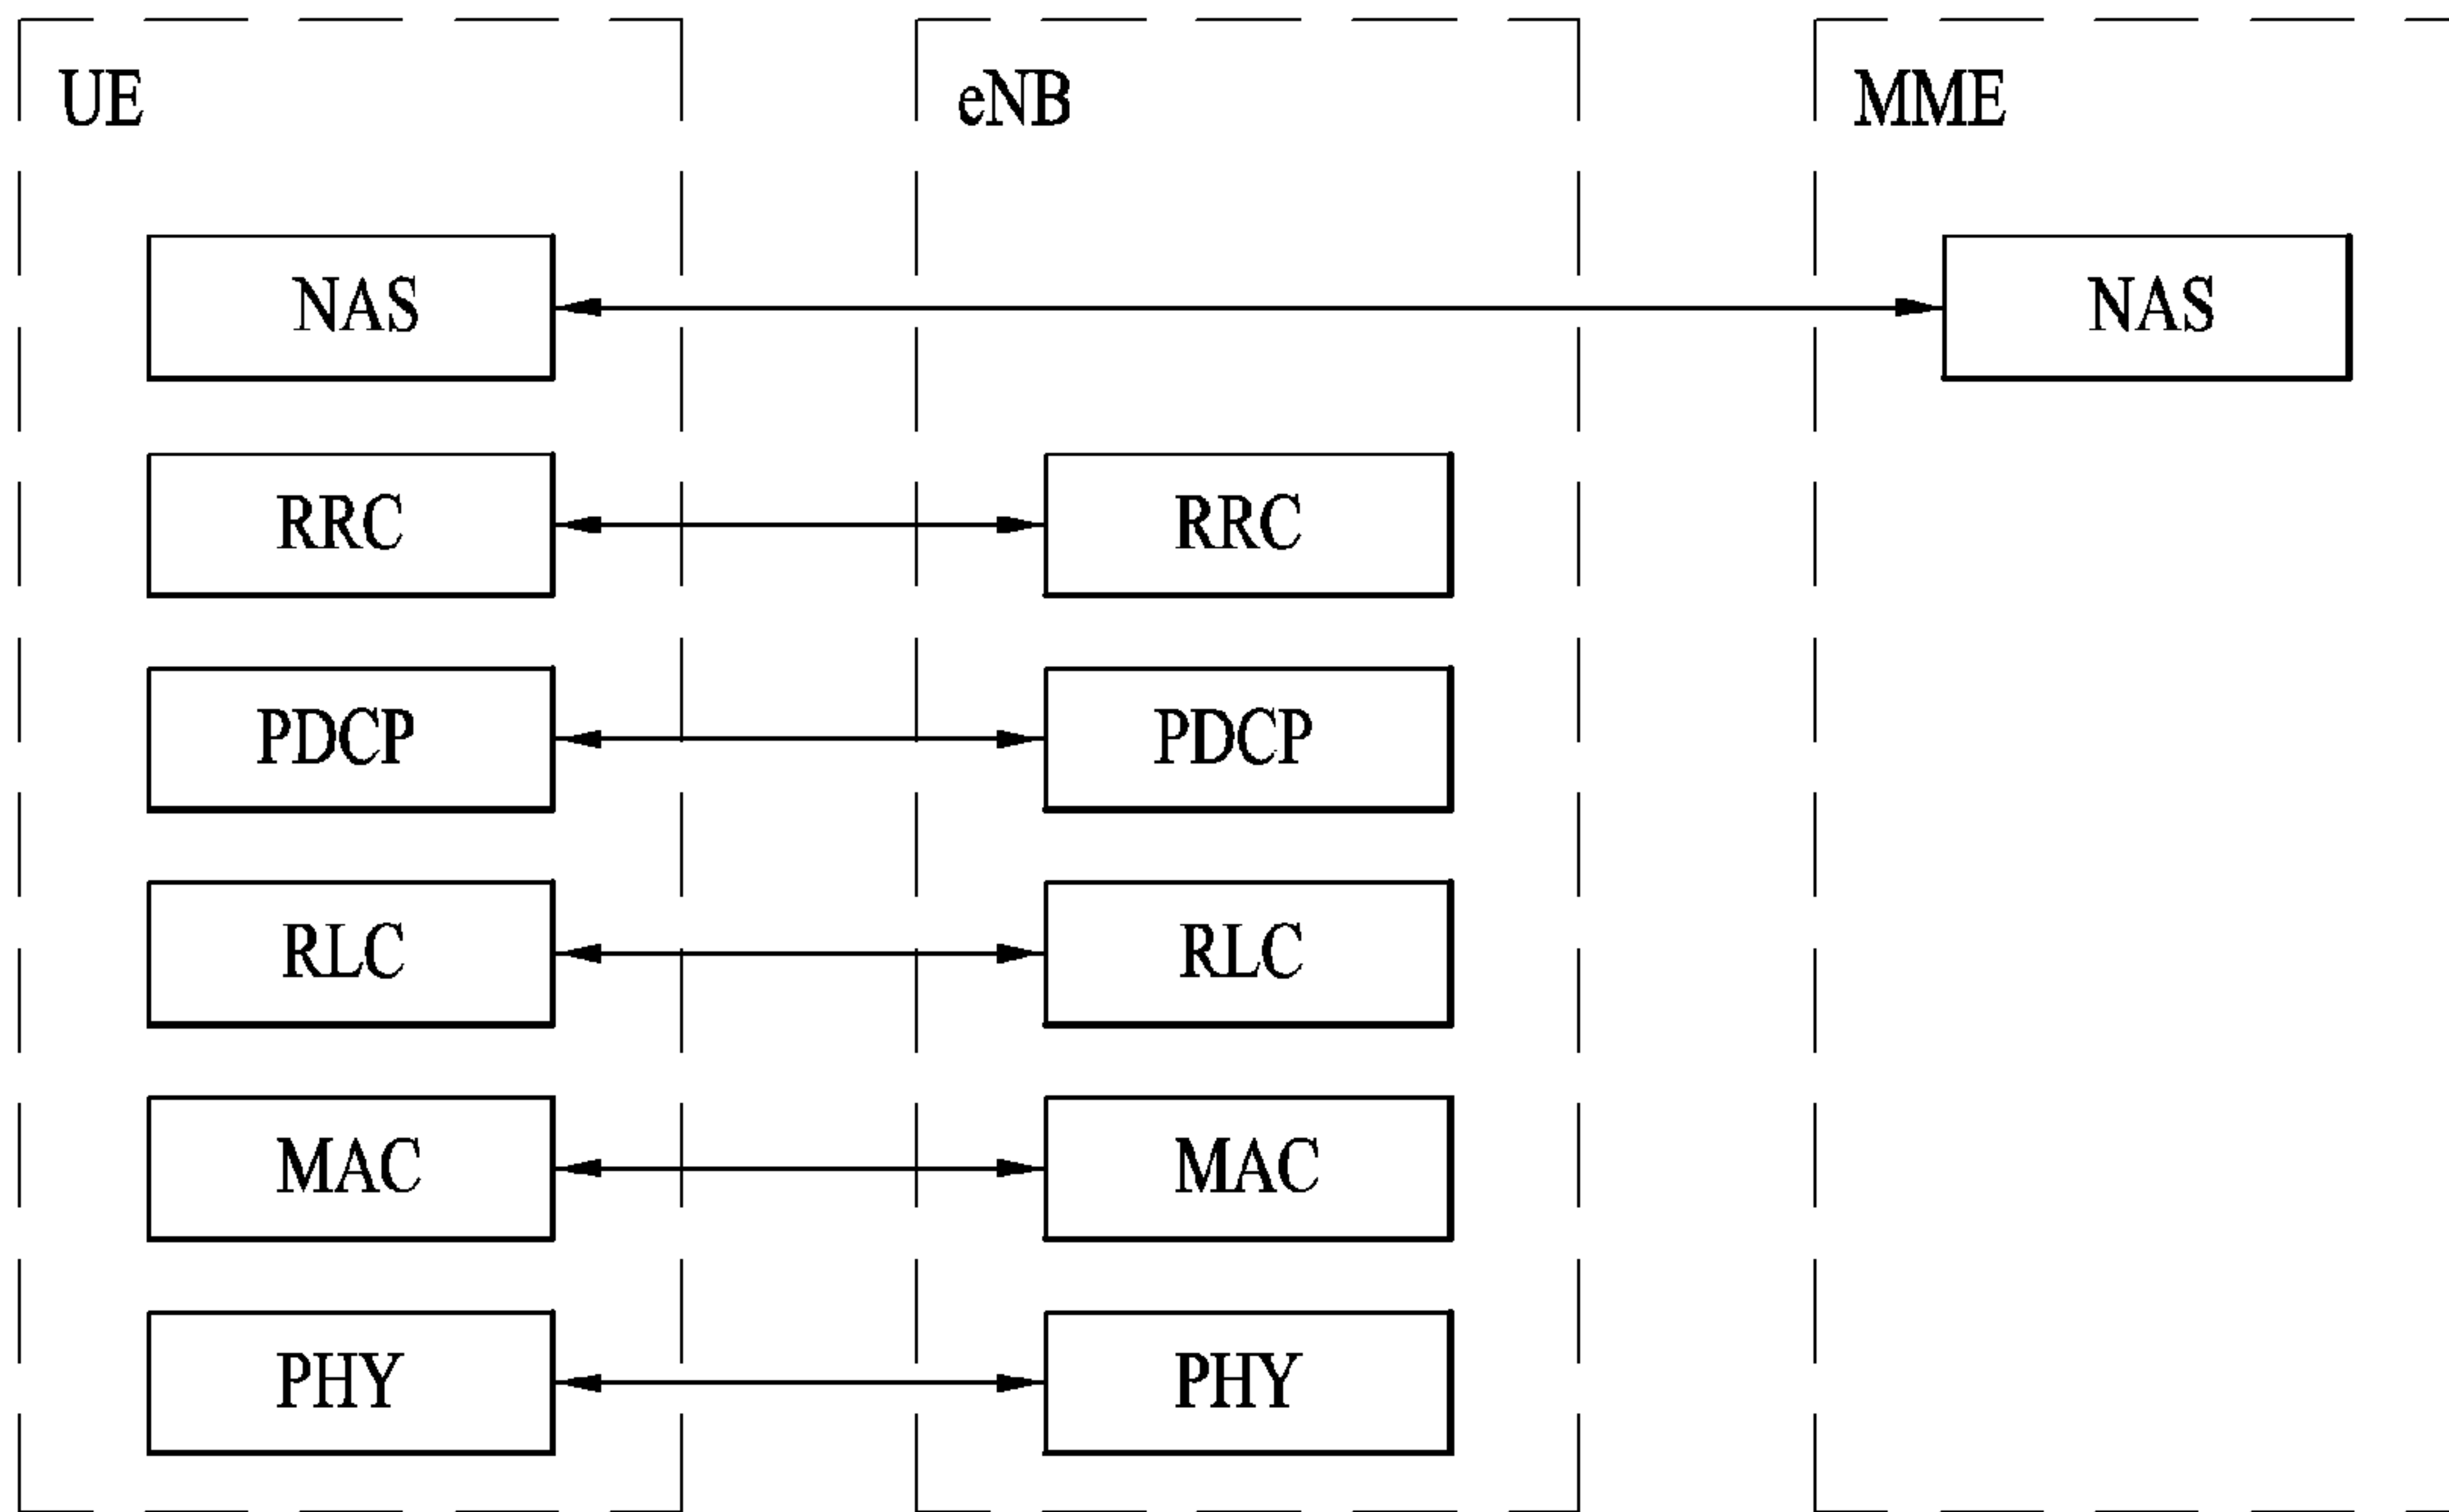 UE
eNB
MME
NAS
NAS
RRC
RRC
PDCP
PDCP
RLC
RLC
MAC
MAC
PHY
PHY